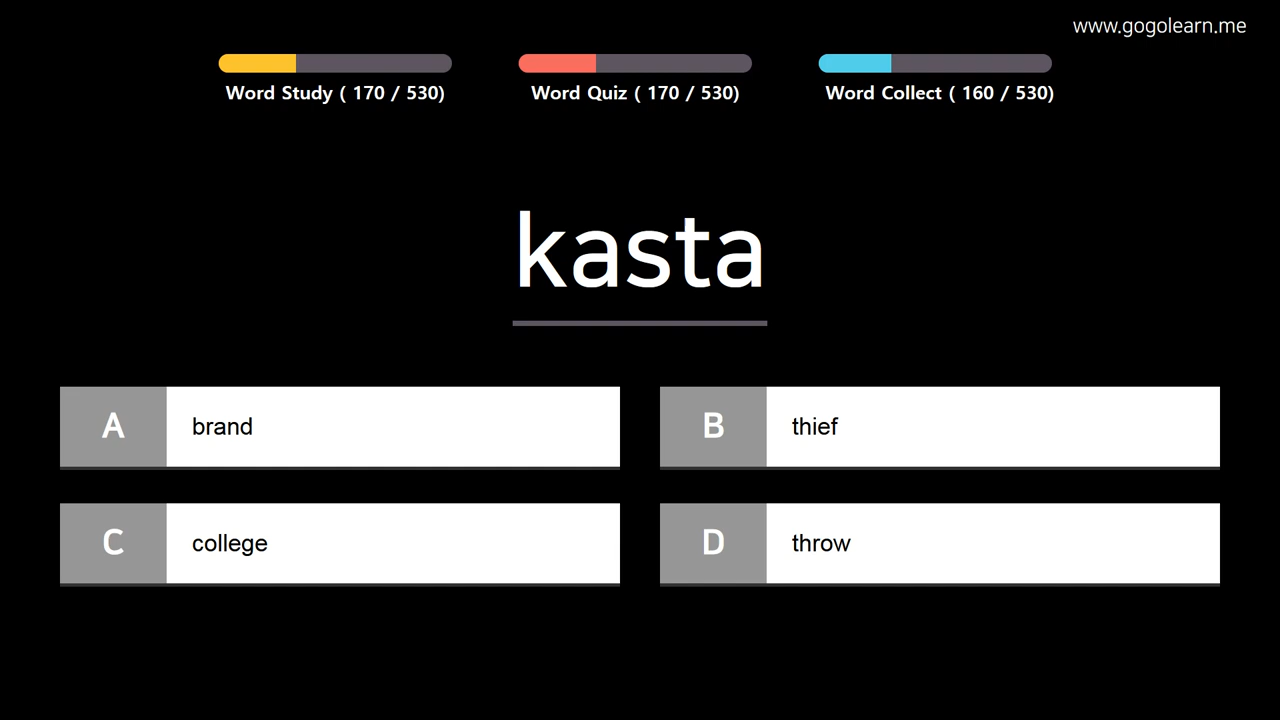 www.gogolearn.me
Word Study ( 170 / 530)
Word Quiz ( 170 / 530)
Word Collect ( 160 / 530)
kasta
A brand
B thief
C college
D throw